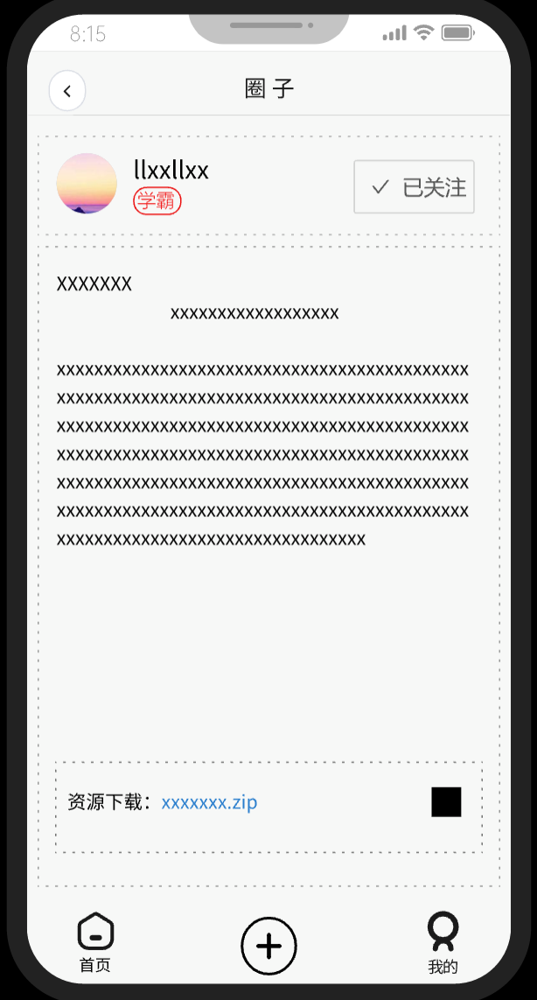 8:15
圈 子
llxxllxx
学霸
已关注
XXXXXXX
xxxxxxxxxxxxxxxxxx
xxxxxxxxxxxxxxxxxxxxxxxxxxxxxxxxxxxxxxxxxxxx
xxxxxxxxxxxxxxxxxxxxxxxxxxxxxxxxxxxxxxxxxxxx
xxxxxxxxxxxxxxxxxxxxxxxxxxxxxxxxxxxxxxxxxxxx
xxxxxxxxxxxxxxxxxxxxxxxxxxxxxxxxxxxxxxxxxxxx
xxxxxxxxxxxxxxxxxxxxxxxxxxxxxxxxxxxxxxxxxxxx
xxxxxxxxxxxxxxxxxxxxxxxxxxxxxxxxxxxxxxxxxxxx
xxxxxxxxxxxxxxxxxxxxxxxxxxxxxxxxx
资源下载：xxxxxxx.zip
首页
我的